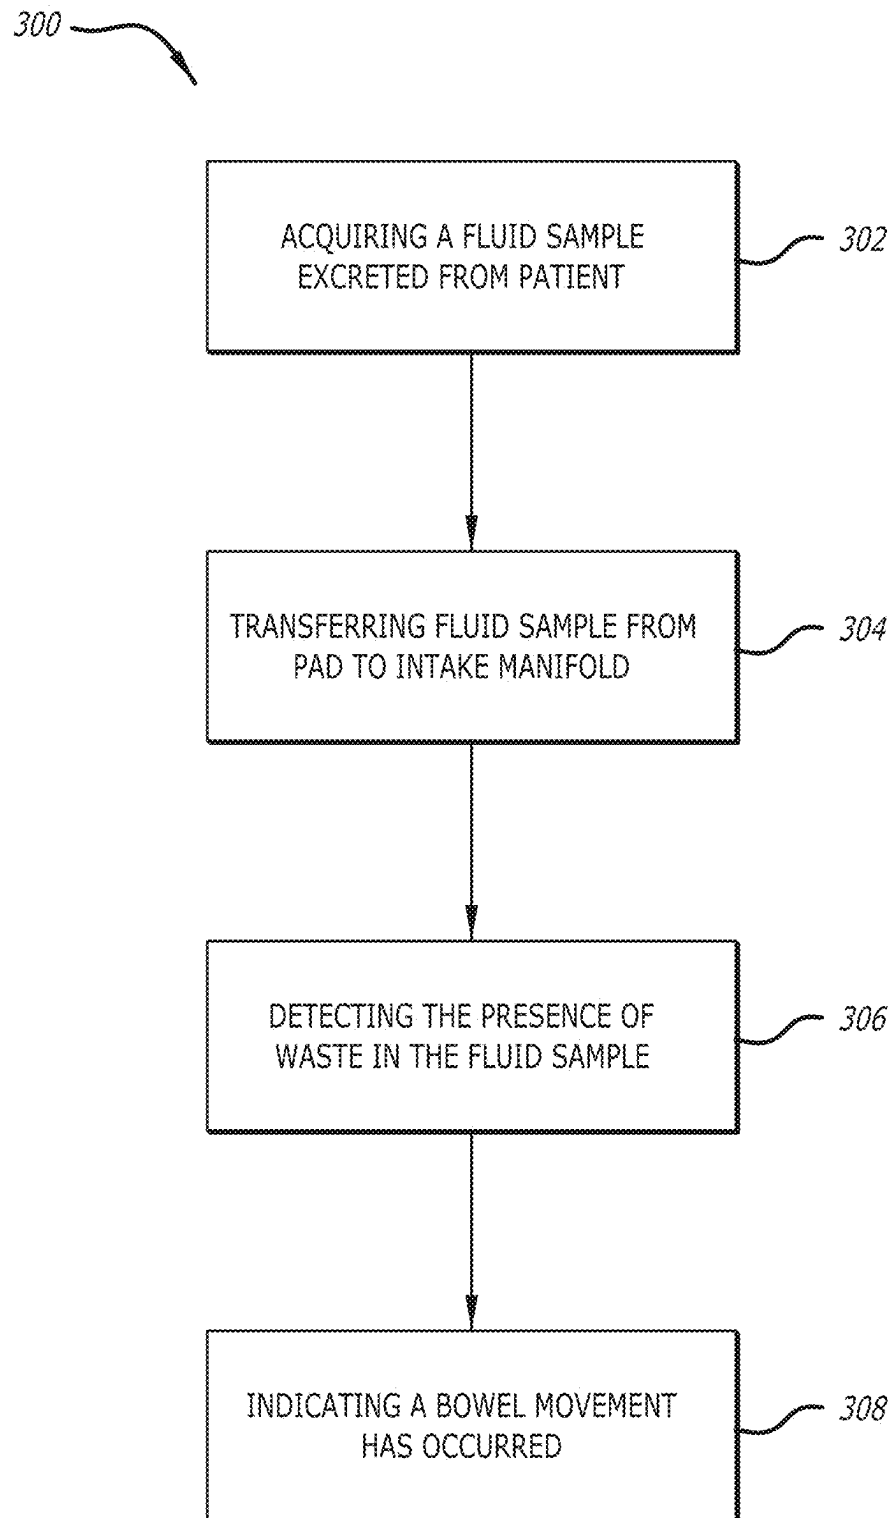 300
ACQUIRING A FLUID SAMPLE
EXCRETED FROM PATIENT
302
TRANSFERRING FLUID SAMPLE FROM
PAD TO INTAKE MANIFOLD
304
DETECTING THE PRESENCE OF
WASTE IN THE FLUID SAMPLE
306
INDICATING A BOWEL MOVEMENT
HAS OCCURRED
308